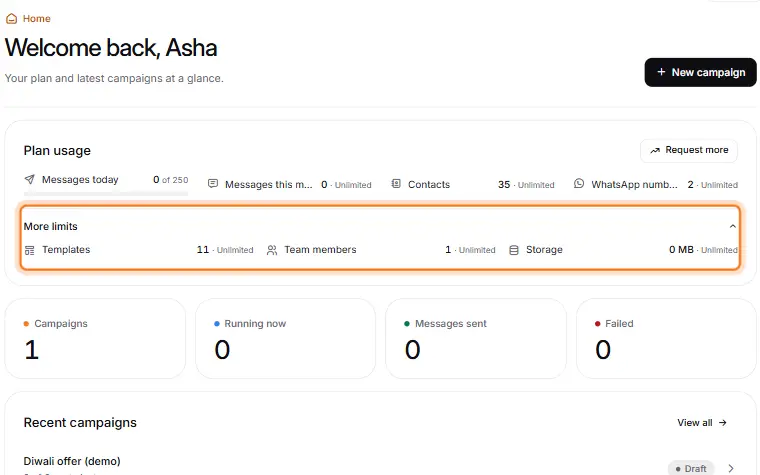 Home
Welcome back, Asha
Your plan and latest campaigns at a glance.
+ New campaign
Plan usage
Request more
Messages today 0 of 250
Messages this m... 0 · Unlimited
Contacts 35 · Unlimited
WhatsApp numb... 2 · Unlimited
More limits
Templates 11 · Unlimited
Team members 1 · Unlimited
Storage 0 MB · Unlimited
Campaigns
1
Running now
0
Messages sent
0
Failed
0
Recent campaigns
View all →
Diwali offer (demo)
Draft